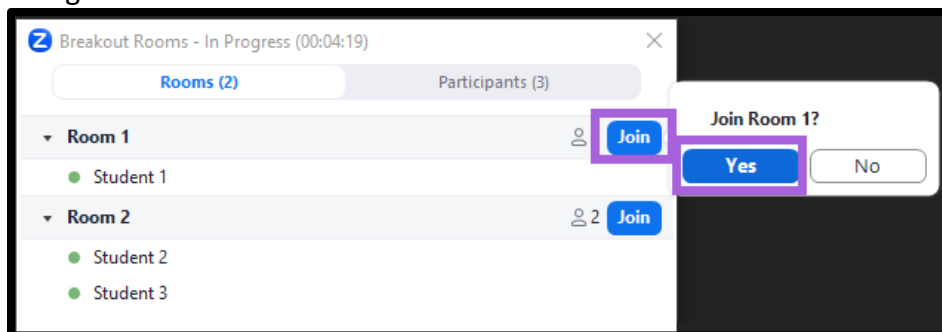 Breakout Rooms - In Progress (00:04:19)
Rooms (2) Participants (3)
Room 1 Join
Student 1
Room 2 2 Join
Student 2
Student 3
Join Room 1?
Yes No